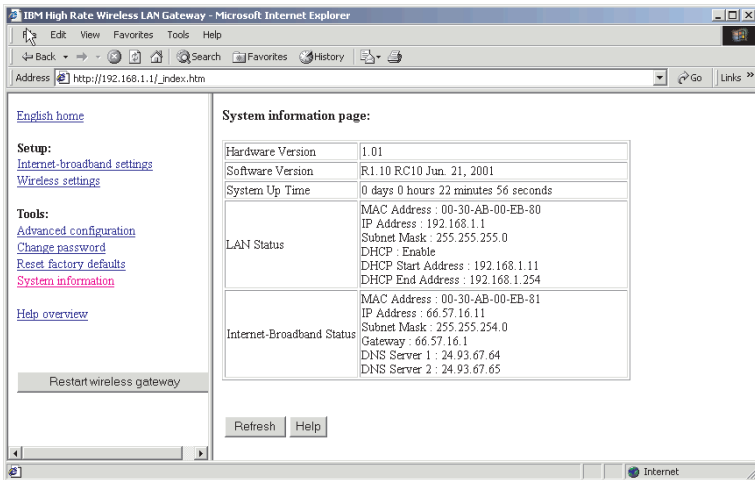 IBM High Rate Wireless LAN Gateway - Microsoft Internet Explorer
Edit View Favorites Tools Help
Back Search Favorites History
Address http://192.168.1.1/_index.htm Go Links »
English home
Setup:
Internet-broadband settings
Wireless settings
Tools:
Advanced configuration
Change password
Reset factory defaults
System information
Help overview
Restart wireless gateway
System information page:
Hardware Version 1.01
Software Version R1.10 RC10 Jun. 21, 2001
System Up Time 0 days 0 hours 22 minutes 56 seconds
LAN Status
MAC Address : 00-30-AB-00-EB-80
IP Address : 192.168.1.1
Subnet Mask : 255.255.255.0
DHCP : Enable
DHCP Start Address : 192.168.1.11
DHCP End Address : 192.168.1.254
Internet-Broadband Status
MAC Address : 00-30-AB-00-EB-81
IP Address : 66.57.16.11
Subnet Mask : 255.255.254.0
Gateway : 66.57.16.1
DNS Server 1 : 24.93.67.64
DNS Server 2 : 24.93.67.65
Refresh Help
Internet